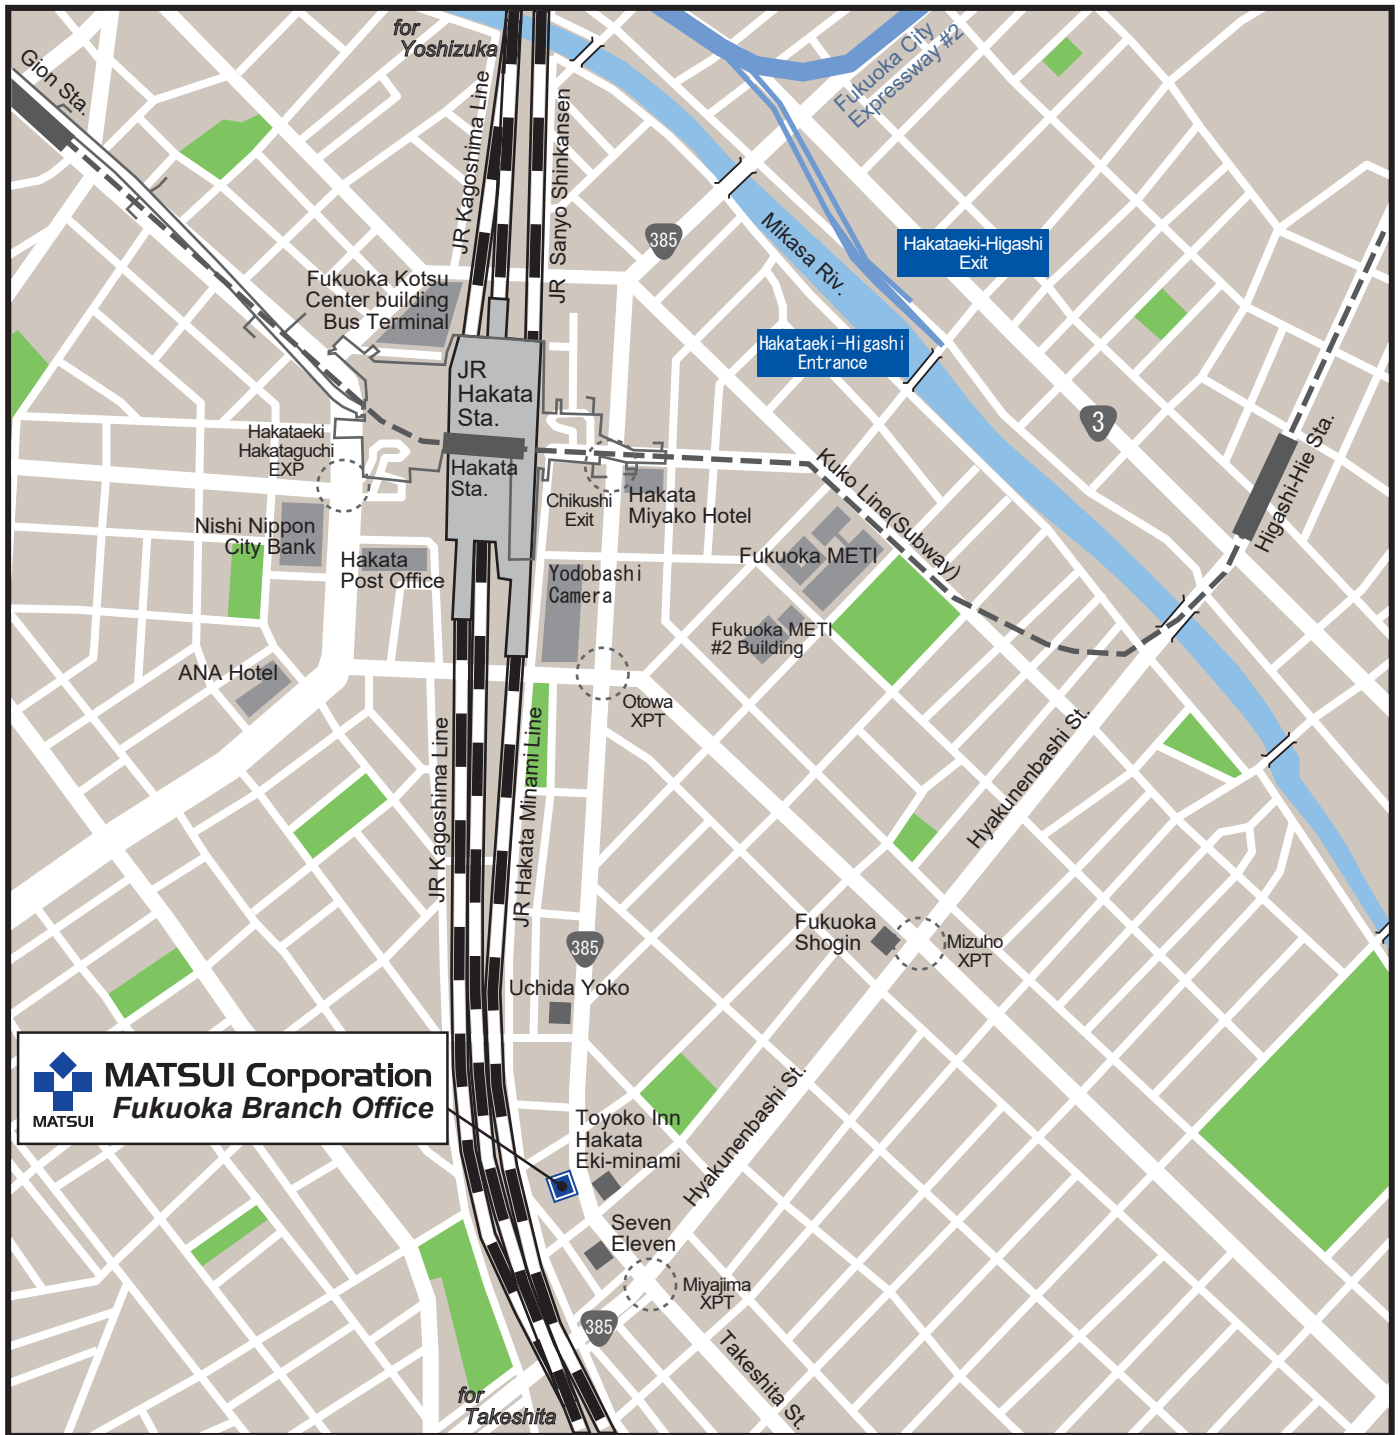 for
Yoshizuka
Fukuoka City
Expressway #2
Gion Sta.
JR Kagoshima Line
JR Sanyo Shinkansen
385
Mikasa Riv.
Hakataeki-Higashi
Exit
Fukuoka Kotsu
Center building
Bus Terminal
Hakataeki-Higashi
Entrance
JR
Hakata
Sta.
3
Hakataeki
Hakataguchi
EXP
Hakata
Sta.
Kuko Line(Subway)
Higashi-Hie Sta.
Chikushi
Exit
Hakata
Miyako Hotel
Nishi Nippon
City Bank
Hakata
Post Office
Fukuoka METI
Yodobashi
Camera
Fukuoka METI
#2 Building
ANA Hotel
Otowa
XPT
JR Kagoshima Line
JR Hakata Minami Line
Hyakunenbashi St.
Fukuoka
Shogin
Mizuho
XPT
385
Uchida Yoko
MATSUI Corporation
Fukuoka Branch Office
MATSUI
Toyoko Inn
Hakata
Eki-minami
Hyakunenbashi St.
Seven
Eleven
Miyajima
XPT
385
Takeshita St.
for
Takeshita